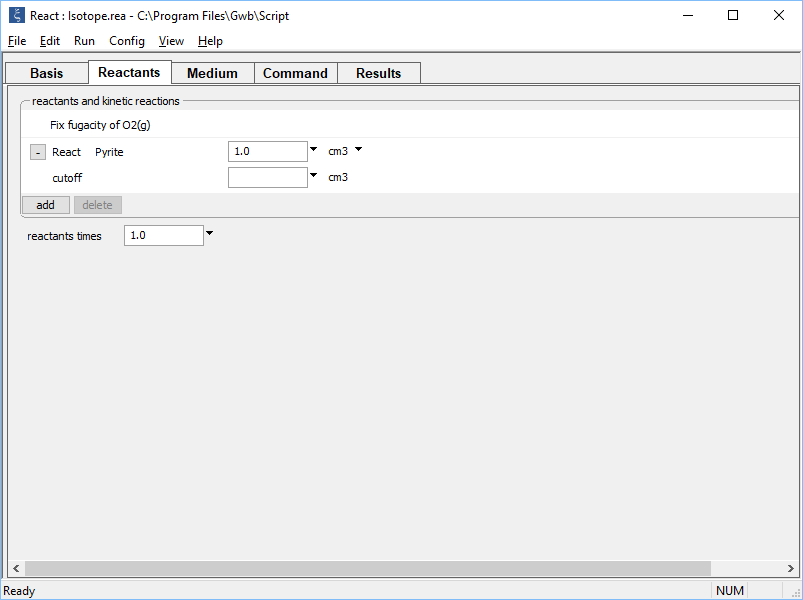 React : Isotope.rea - C:\Program Files\Gwb\Script
File Edit Run Config View Help
Basis Reactants Medium Command Results
reactants and kinetic reactions
Fix fugacity of O2(g)
- React Pyrite 1.0 cm3
cutoff cm3
add delete
reactants times 1.0
Ready NUM